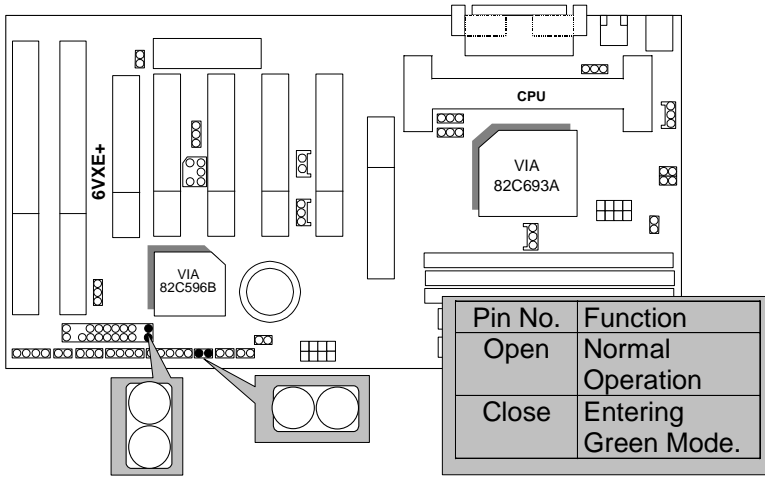 CPU
6VXE+
VIA
82C693A
VIA
82C596B
Pin No. Function
Open Normal
Operation
Close Entering
Green Mode.